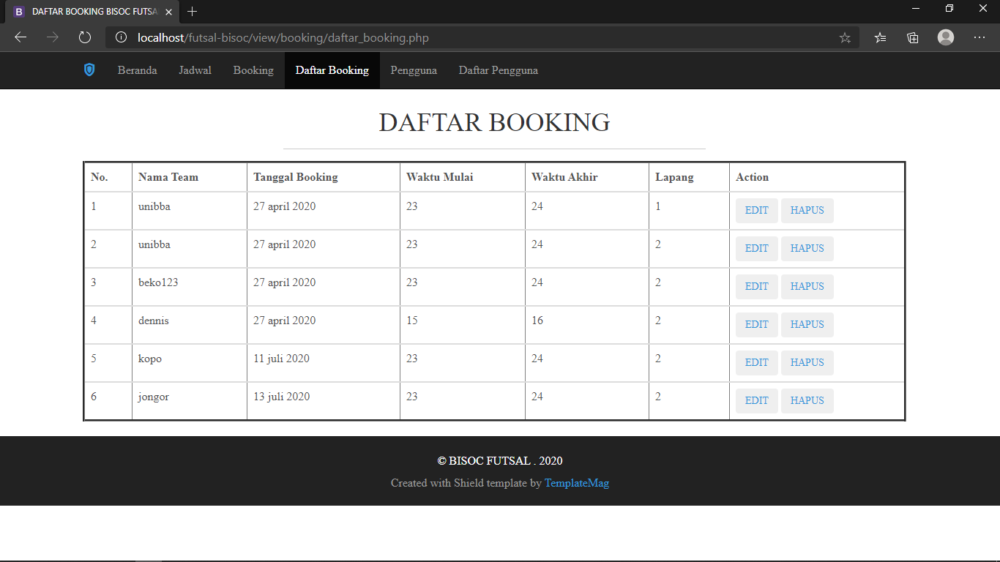 B DAFTAR BOOKING BISOC FUTSA
localhost/futsal-bisoc/view/booking/daftar_booking.php
Beranda Jadwal Booking Daftar Booking Pengguna Daftar Pengguna
DAFTAR BOOKING
No. Nama Team Tanggal Booking Waktu Mulai Waktu Akhir Lapang Action
1 unibba 27 april 2020 23 24 1 EDIT HAPUS
2 unibba 27 april 2020 23 24 2 EDIT HAPUS
3 beko123 27 april 2020 23 24 2 EDIT HAPUS
4 dennis 27 april 2020 15 16 2 EDIT HAPUS
5 kopo 11 juli 2020 23 24 2 EDIT HAPUS
6 jongor 13 juli 2020 23 24 2 EDIT HAPUS
© BISOC FUTSAL . 2020
Created with Shield template by TemplateMag